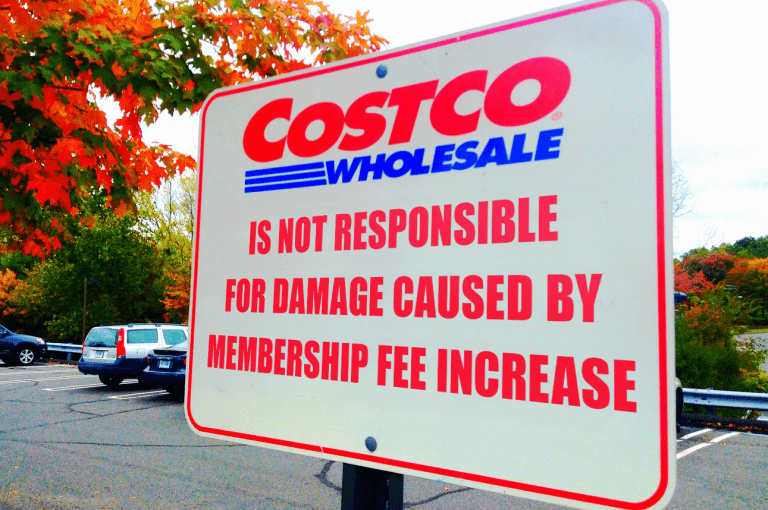 COSTCO
WHOLESALE
IS NOT RESPONSIBLE
FOR DAMAGE CAUSED BY
MEMBERSHIP FEE INCREASE